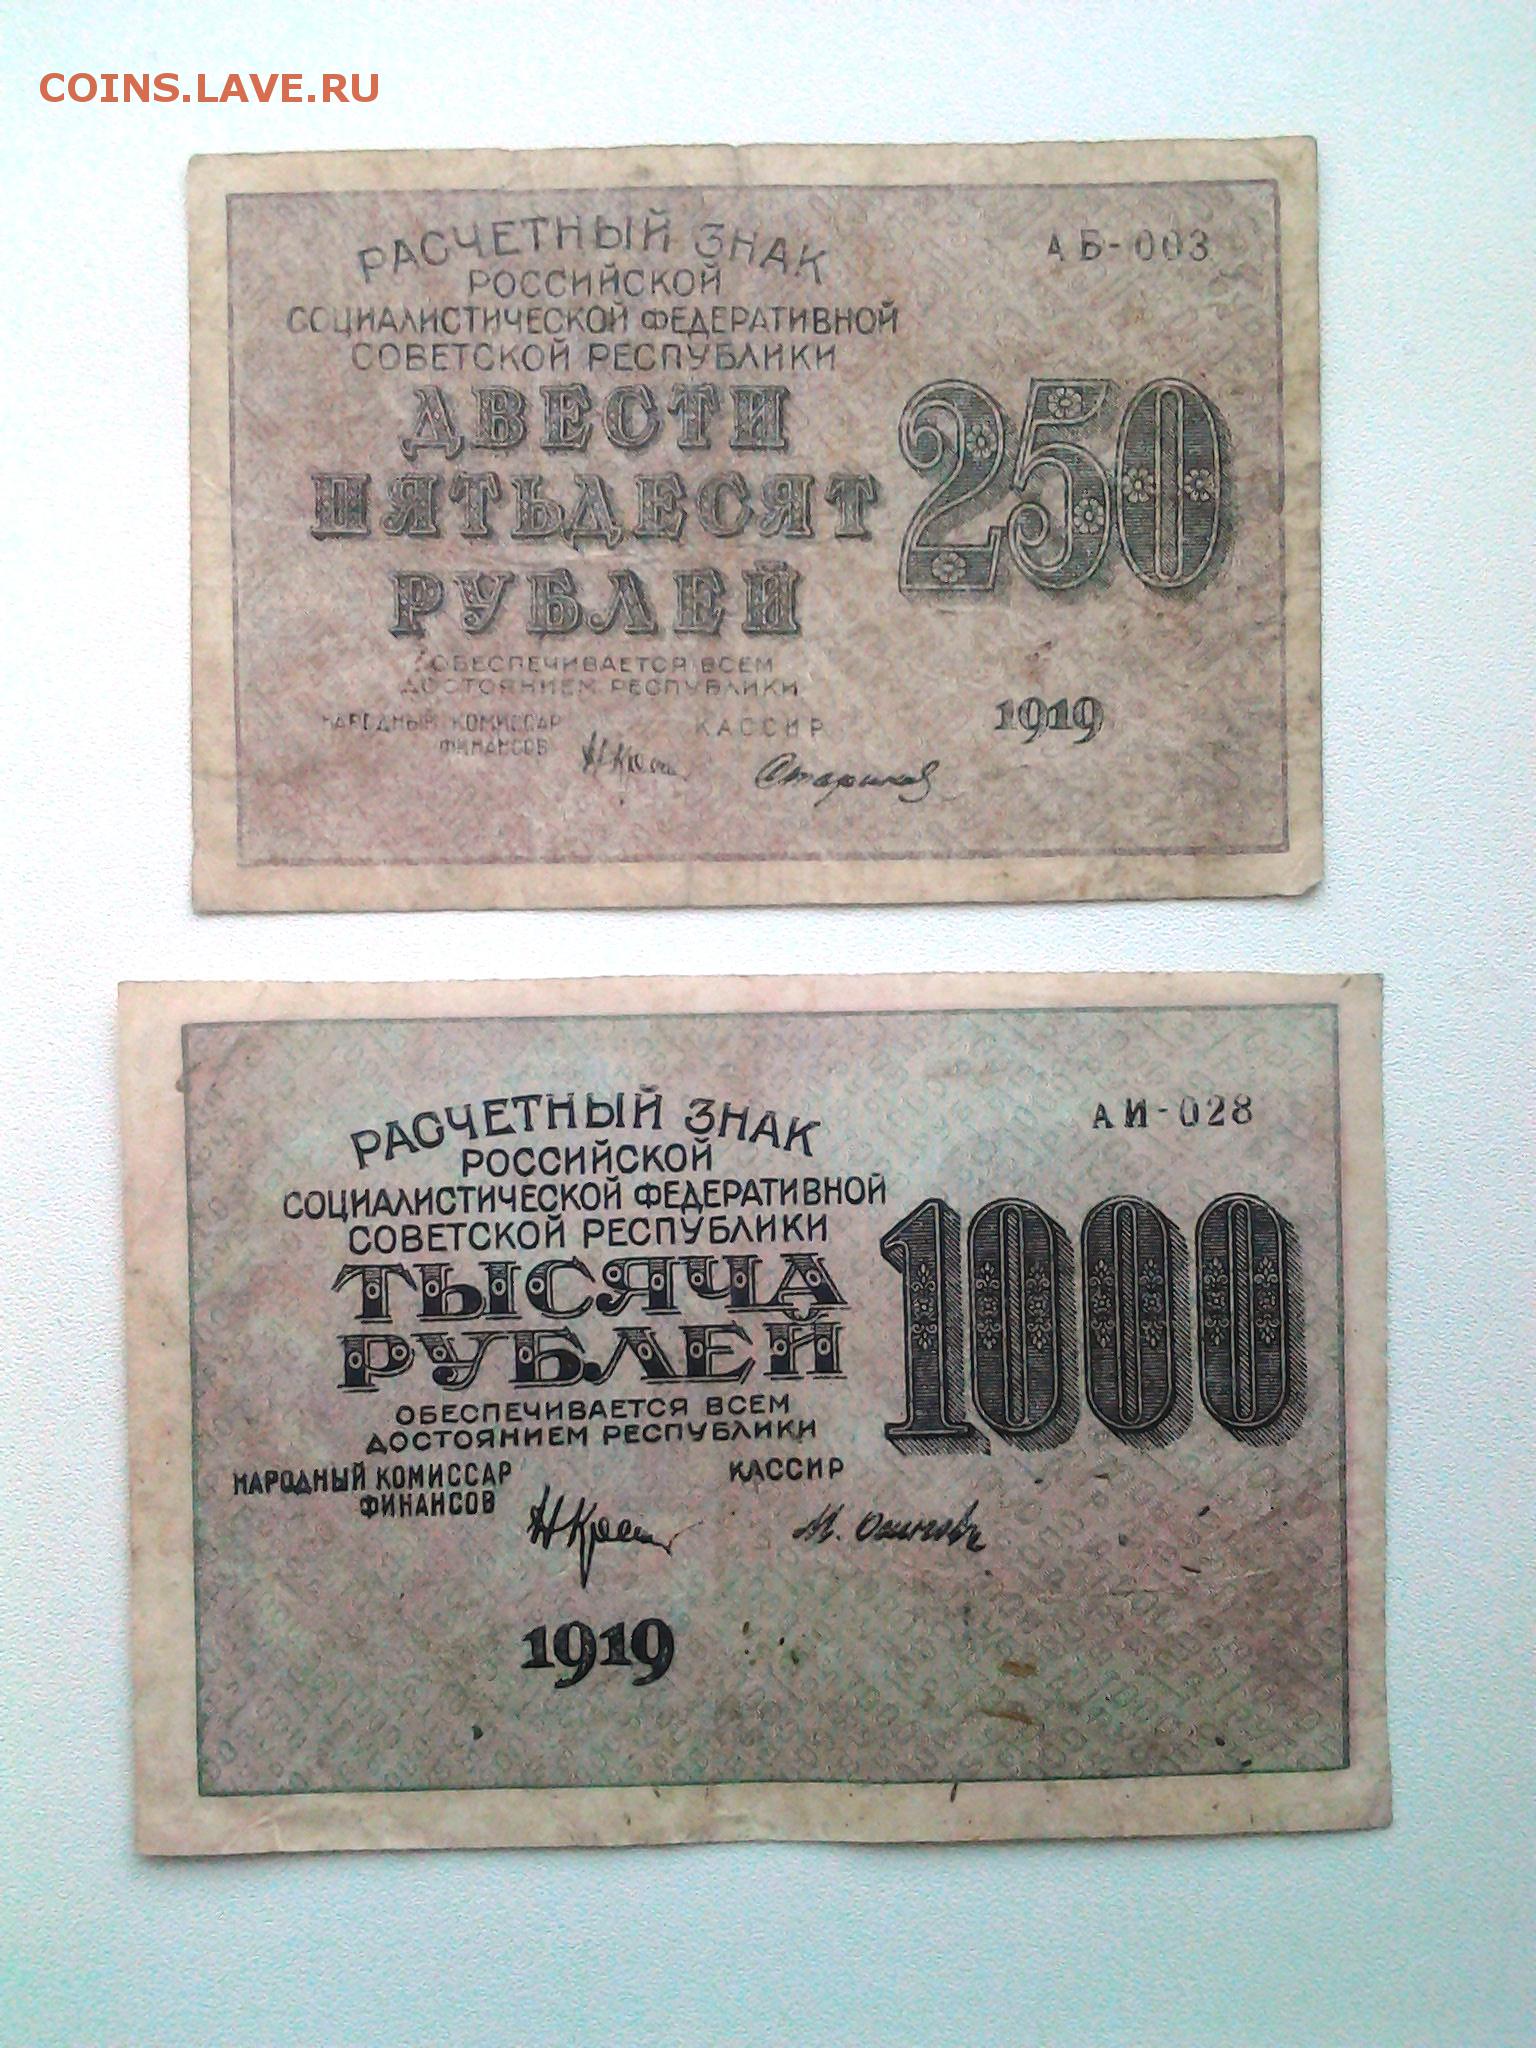 COINS.LAVE.RU
РАСЧЕТНЫЙ ЗНАК
АБ-003
РОССИЙСКОЙ
СОЦИАЛИСТИЧЕСКОЙ ФЕДЕРАТИВНОЙ
СОВЕТСКОЙ РЕСПУБЛИКИ
ДВЕСТИ
ПЯТЬДЕСЯТ
РУБЛЕЙ
250
ОБЕСПЕЧИВАЕТСЯ ВСЕМ
ДОСТОЯНИЕМ РЕСПУБЛИКИ
НАРОДНЫЙ КОМИССАР
ФИНАНСОВ
КАССИР
1919
РАСЧЕТНЫЙ ЗНАК
АИ-028
РОССИЙСКОЙ
СОЦИАЛИСТИЧЕСКОЙ ФЕДЕРАТИВНОЙ
СОВЕТСКОЙ РЕСПУБЛИКИ
ТЫСЯЧА
РУБЛЕЙ
1000
ОБЕСПЕЧИВАЕТСЯ ВСЕМ
ДОСТОЯНИЕМ РЕСПУБЛИКИ
НАРОДНЫЙ КОМИССАР
ФИНАНСОВ
КАССИР
1919